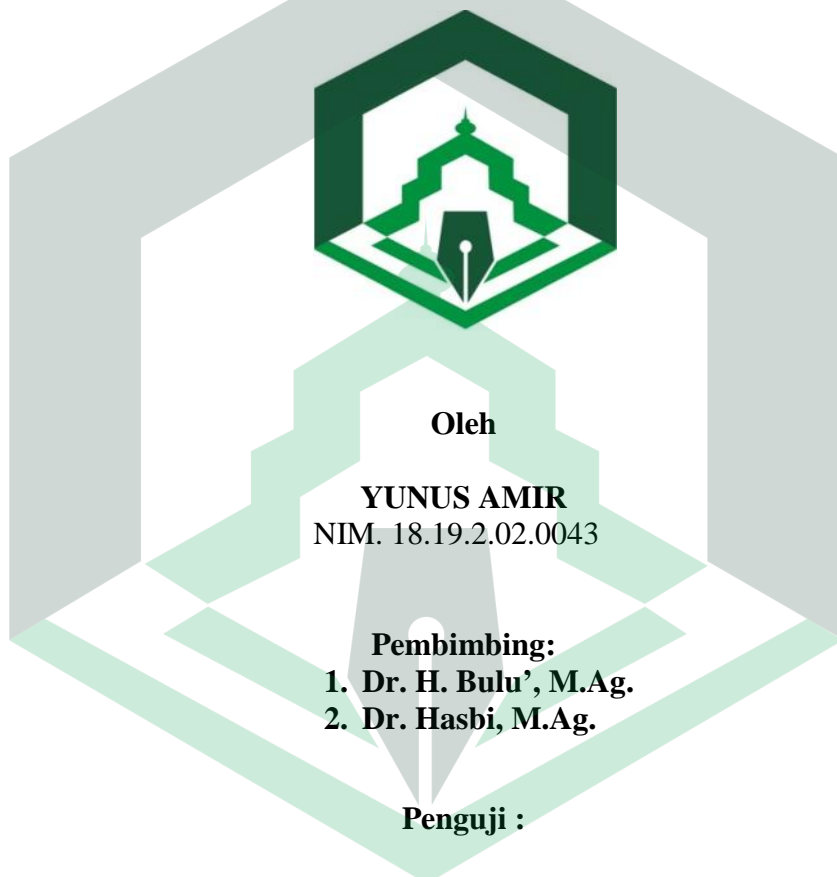 Oleh
YUNUS AMIR
NIM. 18.19.2.02.0043
Pembimbing:
1. Dr. H. Bulu’, M.Ag.
2. Dr. Hasbi, M.Ag.
Penguji :